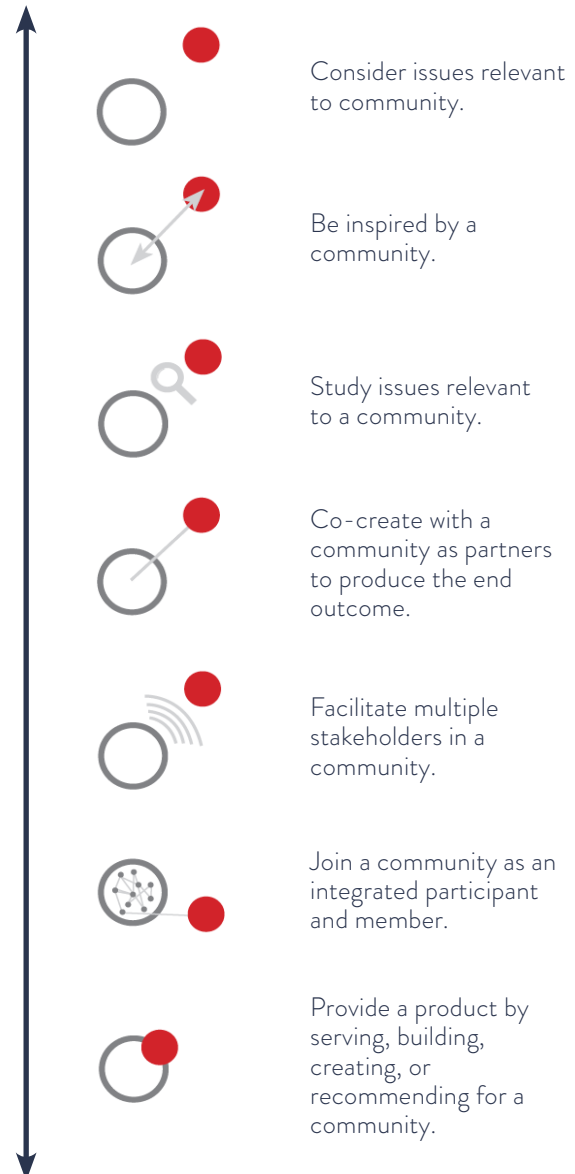 Consider issues relevant
to community.
Be inspired by a
community.
Study issues relevant
to a community.
Co-create with a
community as partners
to produce the end
outcome.
Facilitate multiple
stakeholders in a
community.
Join a community as an
integrated participant
and member.
Provide a product by
serving, building,
creating, or
recommending for a
community.